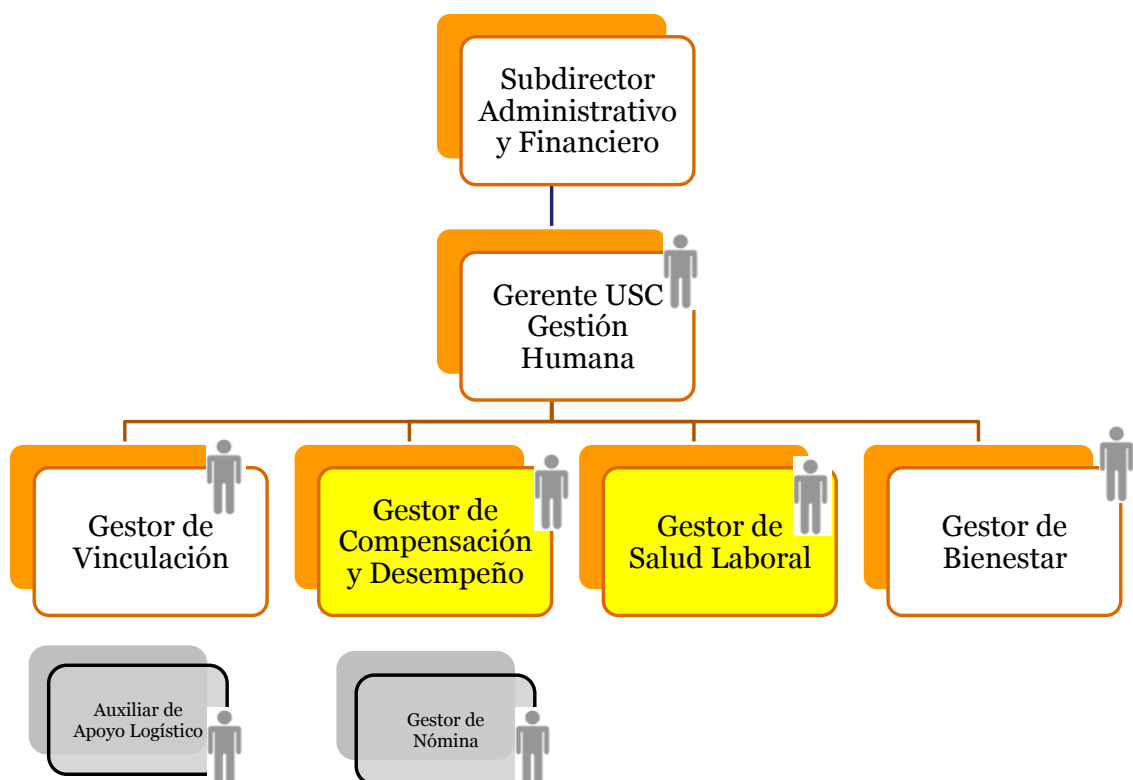 Subdirector
Administrativo
y Financiero
Gerente USC
Gestión
Humana
Gestor de
Vinculación
Gestor de
Compensación
y Desempeño
Gestor de
Salud Laboral
Gestor de
Bienestar
Auxiliar de
Apoyo Logístico
Gestor de
Nómina